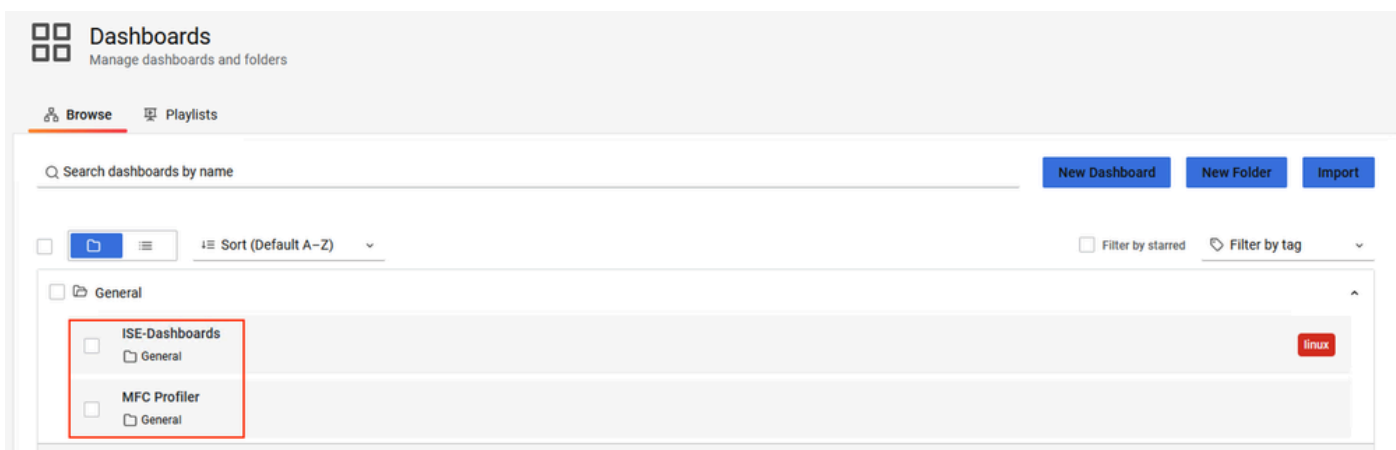 Dashboards
Manage dashboards and folders
Browse
Playlists
Search dashboards by name
New Dashboard
New Folder
Import
Sort (Default A–Z)
Filter by starred
Filter by tag
General
ISE-Dashboards
General
linux
MFC Profiler
General